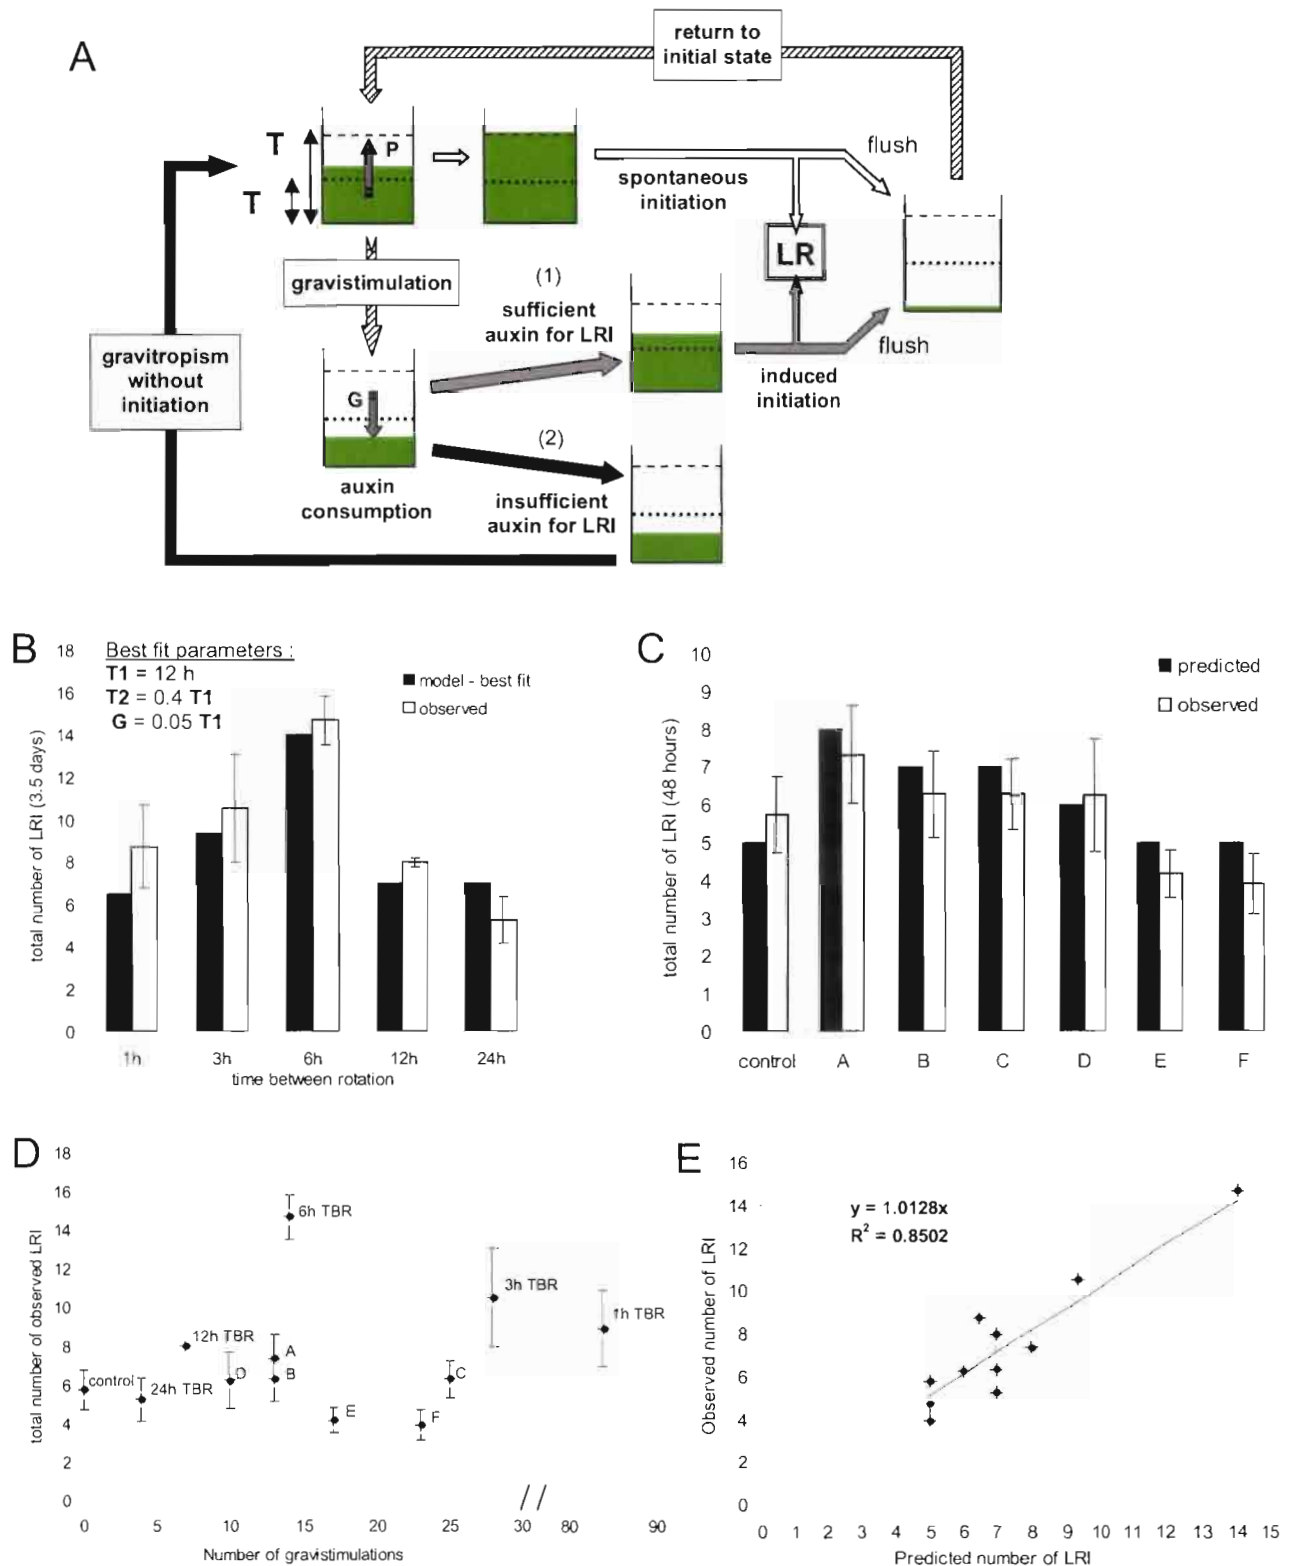 A
return to
initial state
T
P
T
flush
spontaneous
initiation
LR
gravistimulation
(1)
sufficient
auxin for LRI
flush
induced
initiation
gravitropism
without
initiation
G
(2)
auxin
consumption
insufficient
auxin for LRI
B
Best fit parameters :
T1 = 12 h
T2 = 0.4 T1
G = 0.05 T1
model - best fit
observed
total number of LRI (3.5 days)
18
16
14
12
10
8
6
4
2
0
1h 3h 6h 12h 24h
time between rotation
C
predicted
observed
total number of LRI (48 hours)
10
9
8
7
6
5
4
3
2
1
0
control A B C D E F
D
total number of observed LRI
18
16
14
12
10
8
6
4
2
0
6h TBR
3h TBR
1h TBR
12h TBR
A
control
24h TBR
D
B
C
E
F
0 5 10 15 20 25 30 80 90
Number of gravistimulations
E
y = 1.0128x
R² = 0.8502
Observed number of LRI
16
14
12
10
8
6
4
2
0
0 1 2 3 4 5 6 7 8 9 10 11 12 13 14 15
Predicted number of LRI